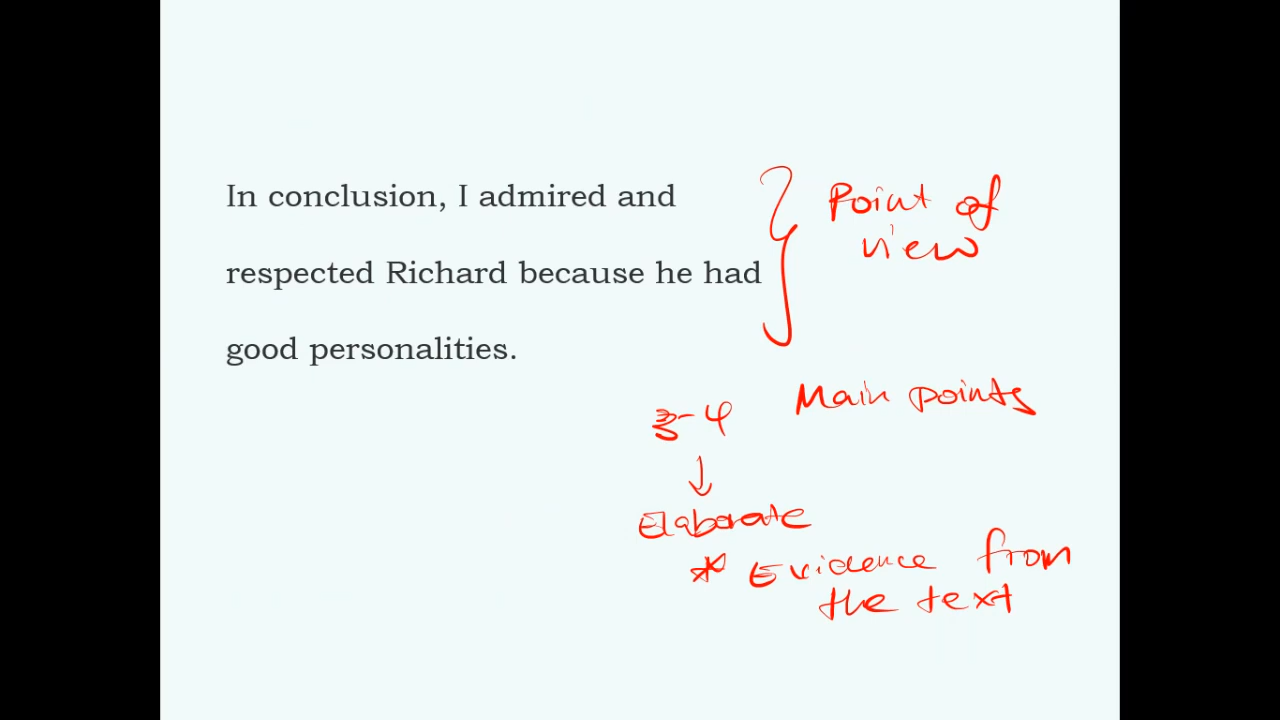 In conclusion, I admired and
respected Richard because he had
good personalities.
Point of
view
Main points
3-4
Elaborate
* Evidence from
the text